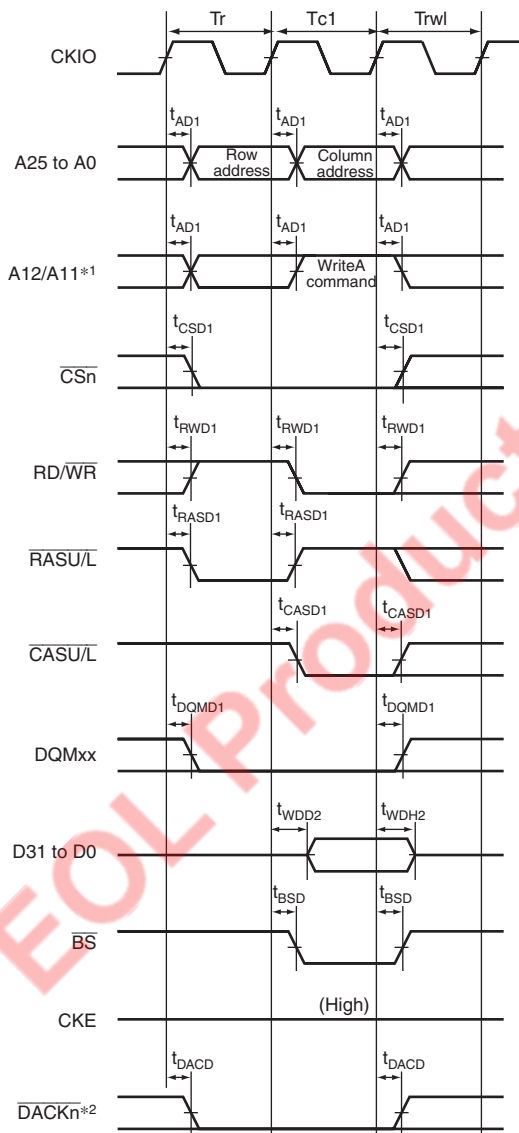 Tr Tc1 Trwl
CKIO
tAD1 tAD1 tAD1
A25 to A0
Row address
Column address
tAD1 tAD1 tAD1
A12/A11*1
WriteA command
tCSD1 tCSD1
CSn
tRWD1 tRWD1 tRWD1
RD/WR
tRASD1 tRASD1
RASU/L
tCASD1 tCASD1
CASU/L
tDQMD1 tDQMD1
DQMxx
tWDD2 tWDH2
D31 to D0
tBSD tBSD
BS
(High)
CKE
tDACD tDACD
DACKn*2
EOL Product